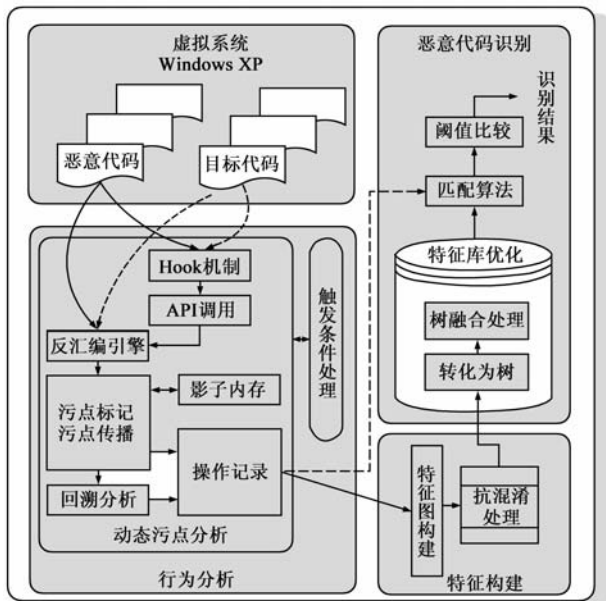 虚拟系统
Windows XP
恶意代码
目标代码
Hook机制
API调用
反汇编引擎
污点标记
污点传播
影子内存
操作记录
回溯分析
动态污点分析
触发条件处理
行为分析
恶意代码识别
识别结果
阈值比较
匹配算法
特征库优化
树融合处理
转化为树
特征图构建
抗混淆
处理
特征构建